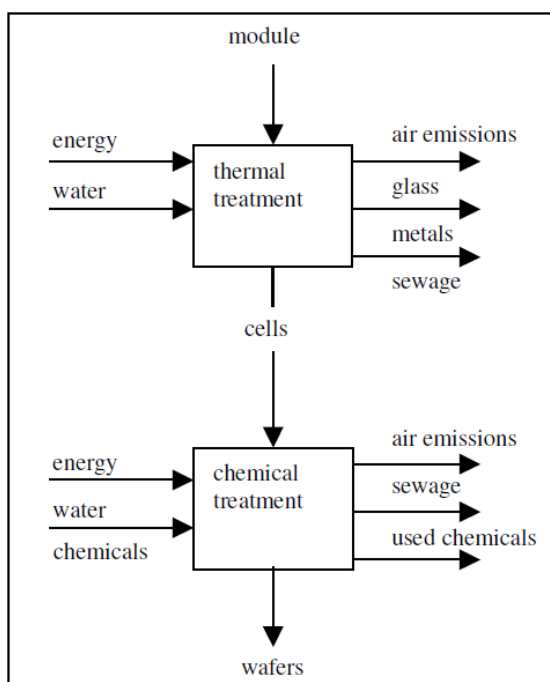 module
energy
water
thermal
treatment
air emissions
glass
metals
sewage
cells
energy
water
chemicals
chemical
treatment
air emissions
sewage
used chemicals
wafers